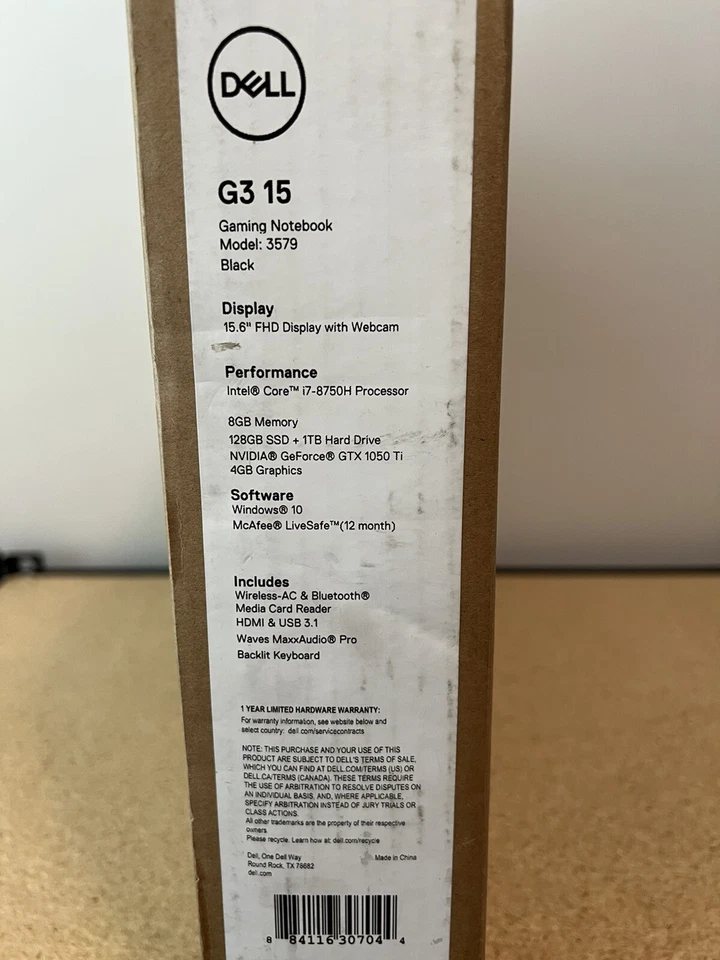 DELL
G3 15
Gaming Notebook
Model: 3579
Black
Display
15.6" FHD Display with Webcam
Performance
Intel® Core™ i7-8750H Processor
8GB Memory
128GB SSD + 1TB Hard Drive
NVIDIA® GeForce® GTX 1050 Ti
4GB Graphics
Software
Windows® 10
McAfee® LiveSafe™(12 month)
Includes
Wireless-AC & Bluetooth®
Media Card Reader
HDMI & USB 3.1
Waves MaxxAudio® Pro
Backlit Keyboard
1 YEAR LIMITED HARDWARE WARRANTY:
For warranty information, see website below and
select country: dell.com/servicecontracts
NOTE: THIS PURCHASE AND YOUR USE OF THIS
PRODUCT ARE SUBJECT TO DELL'S TERMS OF SALE,
WHICH YOU CAN FIND AT DELL.COM/TERMS (US) OR
DELL.CA/TERMS (CANADA). THESE TERMS REQUIRE
THE USE OF ARBITRATION TO RESOLVE DISPUTES ON
AN INDIVIDUAL BASIS, AND, WHERE APPLICABLE,
SPECIFY ARBITRATION INSTEAD OF JURY TRIALS OR
CLASS ACTIONS.
All other trademarks are the property of their respective
owners.
Please recycle. Learn how at: dell.com/recycle
Dell, One Dell Way Made in China
Round Rock, TX 78682
dell.com
8 84116 30704 4